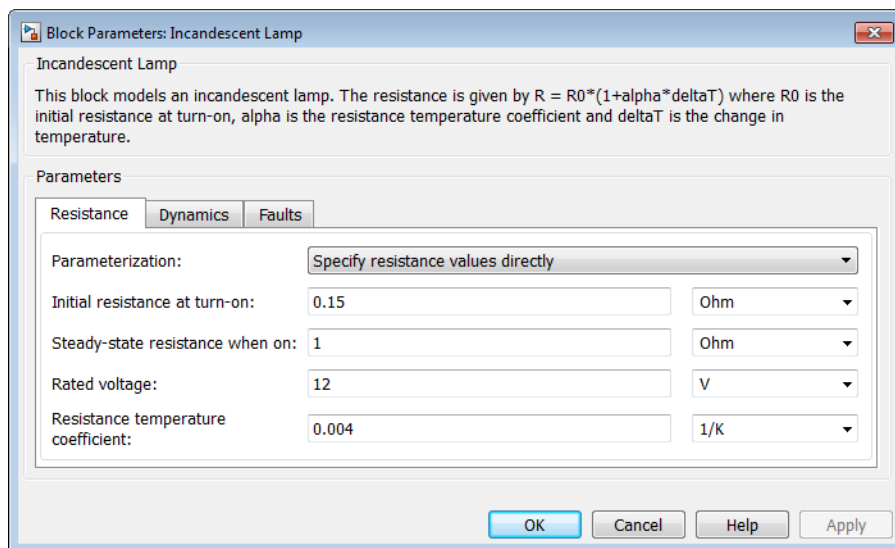 Block Parameters: Incandescent Lamp
Incandescent Lamp
This block models an incandescent lamp. The resistance is given by R = R0*(1+alpha*deltaT) where R0 is the
initial resistance at turn-on, alpha is the resistance temperature coefficient and deltaT is the change in
temperature.
Parameters
Resistance Dynamics Faults
Parameterization: Specify resistance values directly
Initial resistance at turn-on: 0.15 Ohm
Steady-state resistance when on: 1 Ohm
Rated voltage: 12 V
Resistance temperature
coefficient: 0.004 1/K
OK Cancel Help Apply